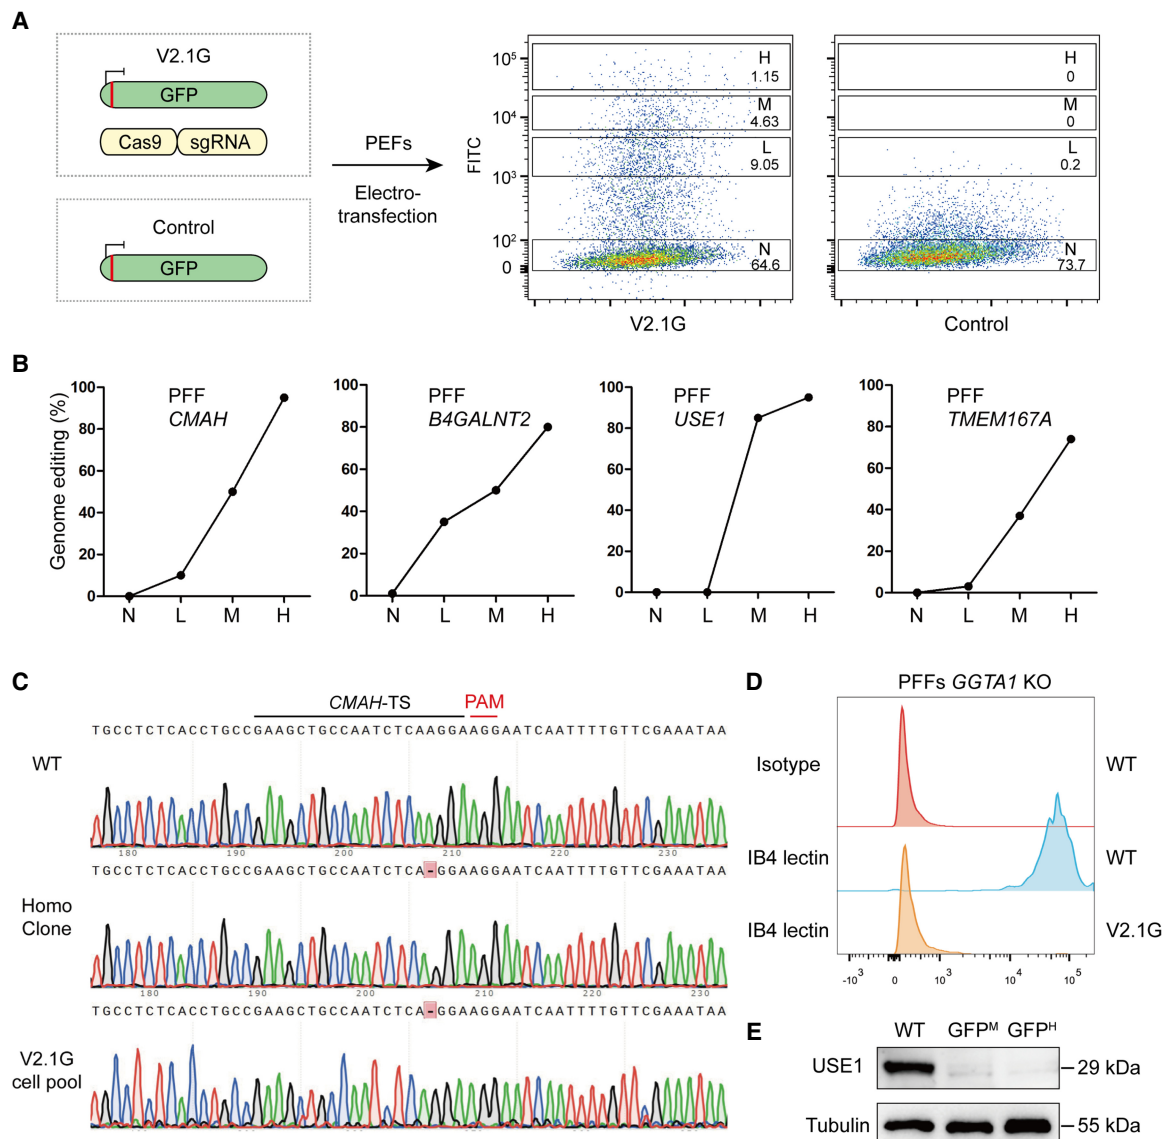 A
V2.1G
GFP
Cas9 sgRNA
Control
GFP
PEFs
Electro-
transfection
FITC
10⁵
10⁴
10³
10²
0
H
1.15
M
4.63
L
9.05
N
64.6
V2.1G
H
0
M
0
L
0.2
N
73.7
Control
B
Genome editing (%)
100
80
60
40
20
0
PFF
CMAH
N L M H
100
80
60
40
20
0
PFF
B4GALNT2
N L M H
100
80
60
40
20
0
PFF
USE1
N L M H
100
80
60
40
20
0
PFF
TMEM167A
N L M H
C
CMAH-TS PAM
TGCCTCTCACCTGCCGAAGCTGCCAATCTCAAGGAAGGAATCAATTTTGTTCGAAATAA
WT
180 190 200 210 220 230
TGCCTCTCACCTGCCGAAGCTGCCAATCTCA-GGAAGGAATCAATTTTGTTCGAAATAA
Homo
Clone
180 190 200 210 220 230
TGCCTCTCACCTGCCGAAGCTGCCAATCTCA-GGAAGGAATCAATTTTGTTCGAAATAA
V2.1G
cell pool
D
PFFs GGTA1 KO
Isotype WT
IB4 lectin WT
IB4 lectin V2.1G
-10³ 0 10³ 10⁴ 10⁵
E
WT GFPᴹ GFPᴴ
USE1 29 kDa
Tubulin 55 kDa